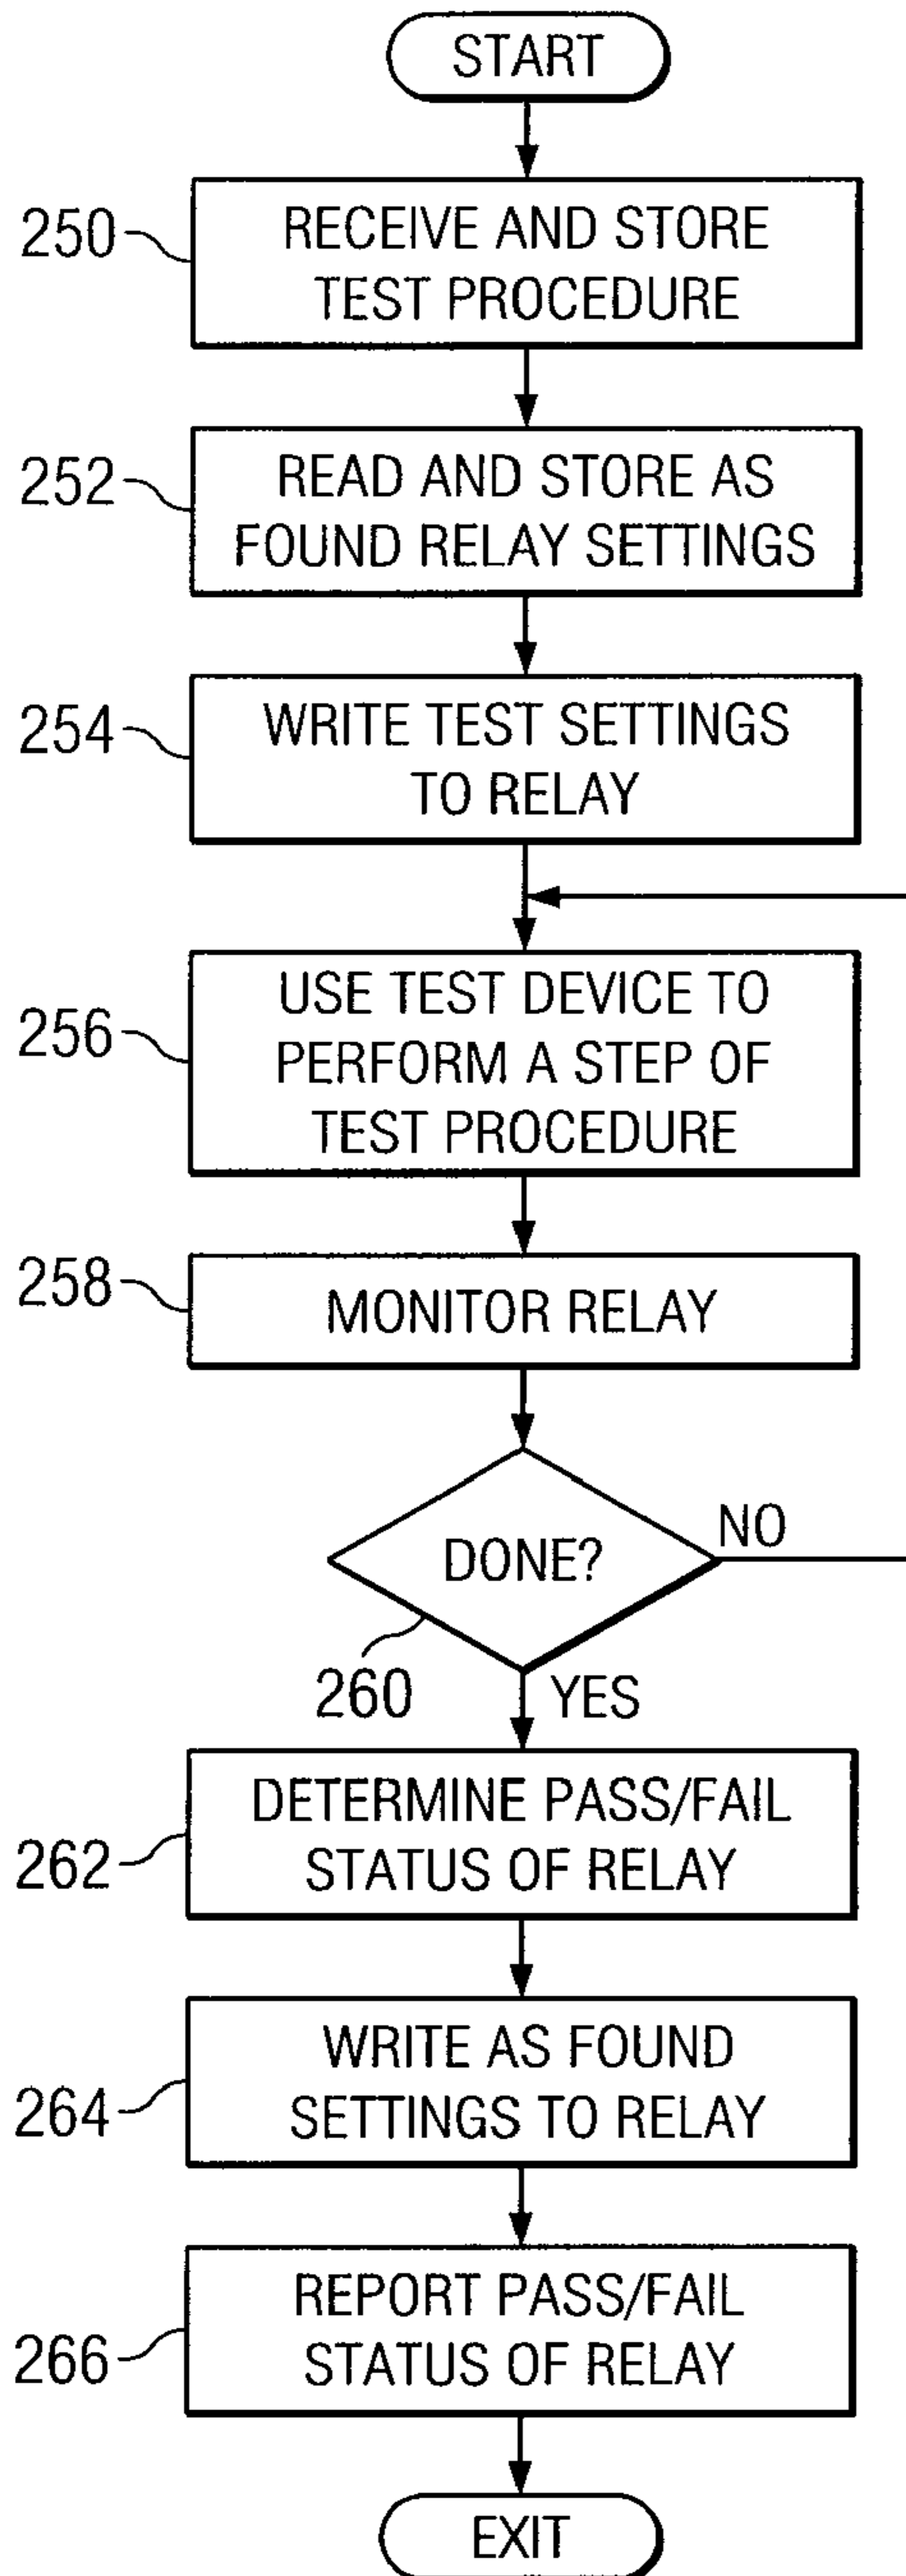 START
250
RECEIVE AND STORE
TEST PROCEDURE
252
READ AND STORE AS
FOUND RELAY SETTINGS
254
WRITE TEST SETTINGS
TO RELAY
256
USE TEST DEVICE TO
PERFORM A STEP OF
TEST PROCEDURE
258
MONITOR RELAY
DONE?
NO
260
YES
262
DETERMINE PASS/FAIL
STATUS OF RELAY
264
WRITE AS FOUND
SETTINGS TO RELAY
266
REPORT PASS/FAIL
STATUS OF RELAY
EXIT